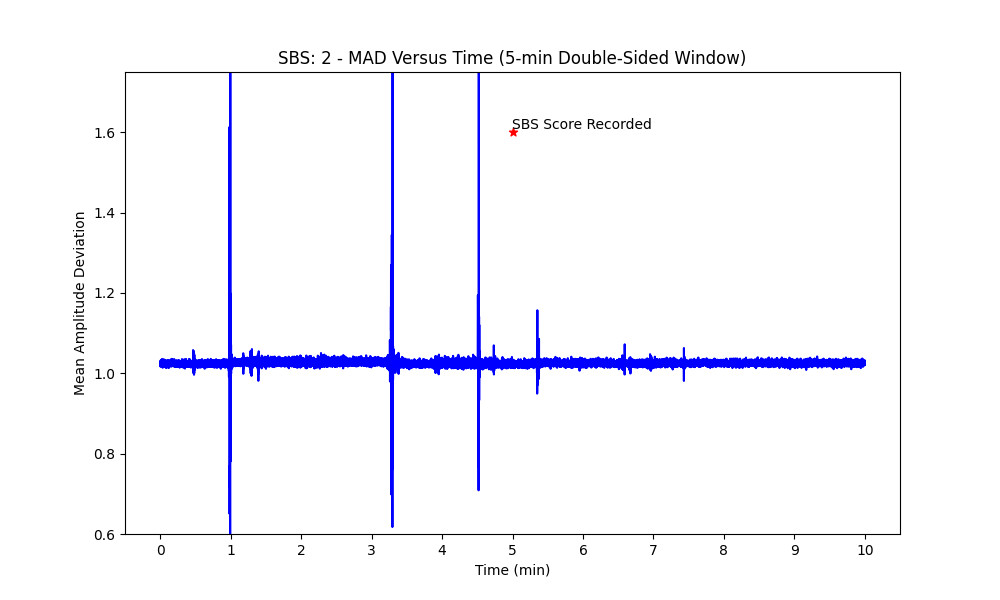 SBS: 2 - MAD Versus Time (5-min Double-Sided Window)
SBS Score Recorded
Mean Amplitude Deviation
1.6
1.4
1.2
1.0
0.8
0.6
0 1 2 3 4 5 6 7 8 9 10
Time (min)